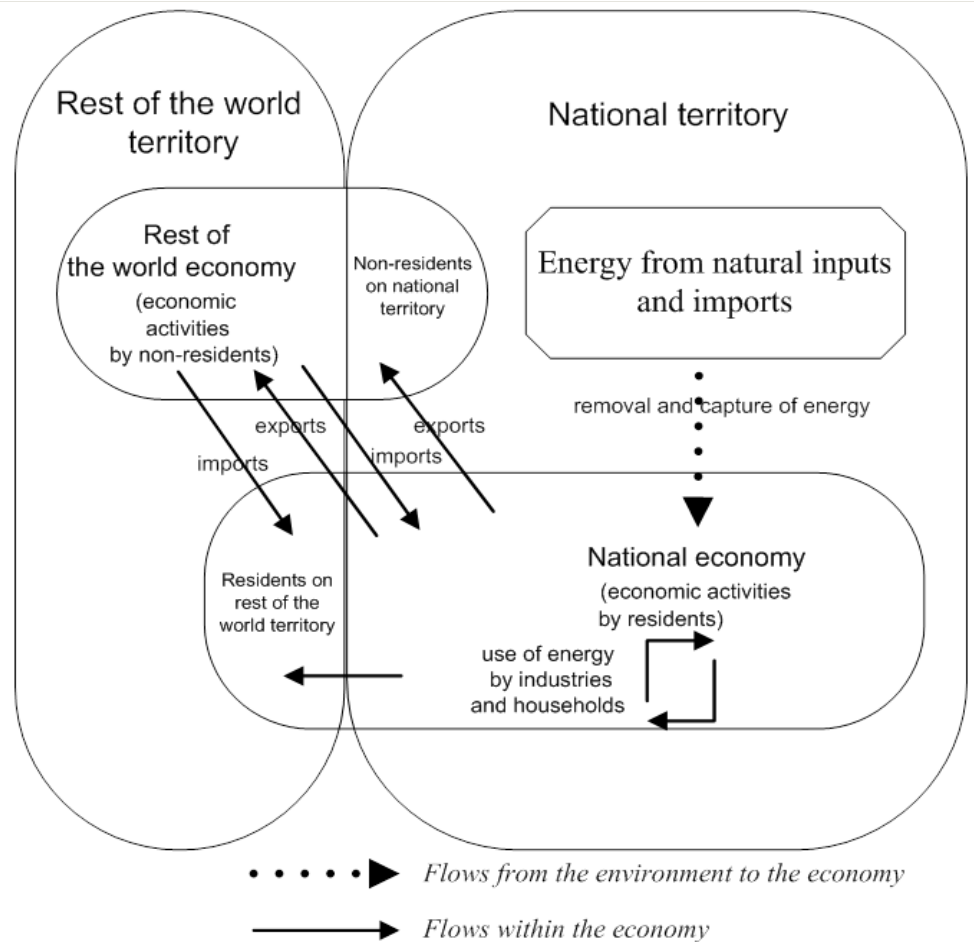 Rest of the world
territory
National territory
Rest of
the world economy
(economic
activities
by non-residents)
Non-residents
on national
territory
Energy from natural inputs
and imports
removal and capture of energy
exports
imports
exports
imports
Residents on
rest of the
world territory
National economy
(economic activities
by residents)
use of energy
by industries
and households
Flows from the environment to the economy
Flows within the economy